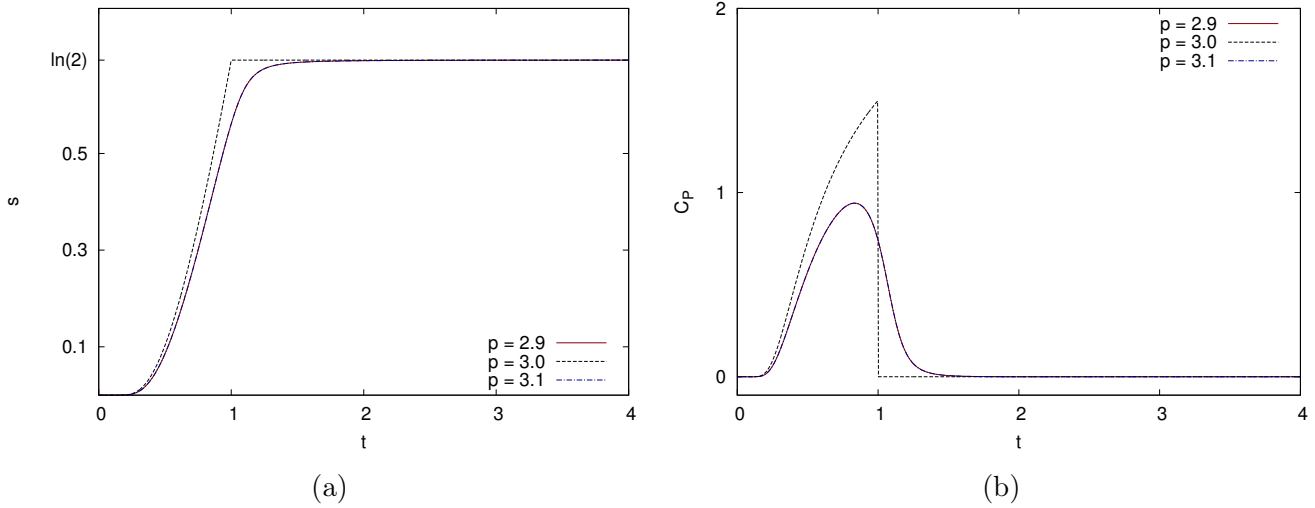 ln(2)
0.5
0.3
0.1
s
0
1
2
3
4
t
p = 2.9
p = 3.0
p = 3.1
(a)
2
1
0
C_P
0
1
2
3
4
t
p = 2.9
p = 3.0
p = 3.1
(b)